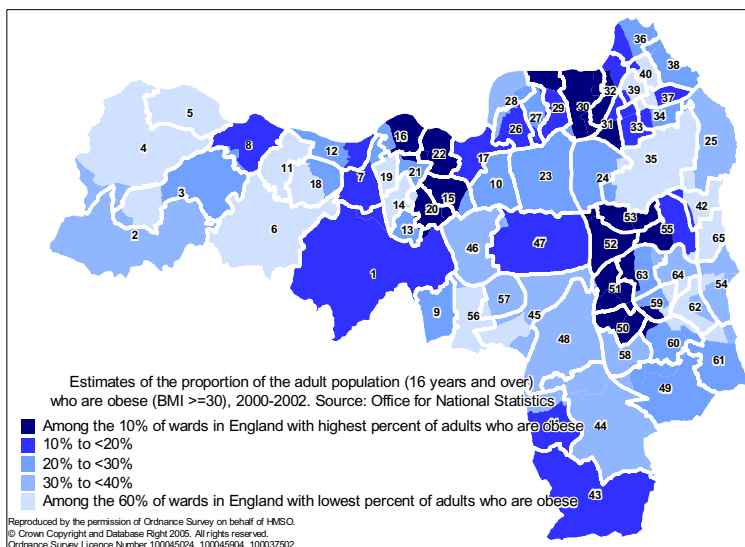 36
38
40
32 39
37
28 29 30
5 34
27 31 26 33
16 25
4 8 12 22 17 35
11 7 19 21 23 24
18 10
3 15
14 20 42
53
6 13 55
2 65
46 47 52
1 63 64
51 54
57 59 62
9 56 45
50
48 60
58 61
Estimates of the proportion of the adult population (16 years and over)
who are obese (BMI >=30), 2000-2002. Source: Office for National Statistics
49
Among the 10% of wards in England with highest percent of adults who are obese
44
10% to <20%
20% to <30%
30% to <40%
43
Among the 60% of wards in England with lowest percent of adults who are obese
Reproduced by the permission of Ordnance Survey on behalf of HMSO.
© Crown Copyright and Database Right 2005. All rights reserved.
Ordnance Survey Licence Number 100045024, 100045904, 100037502